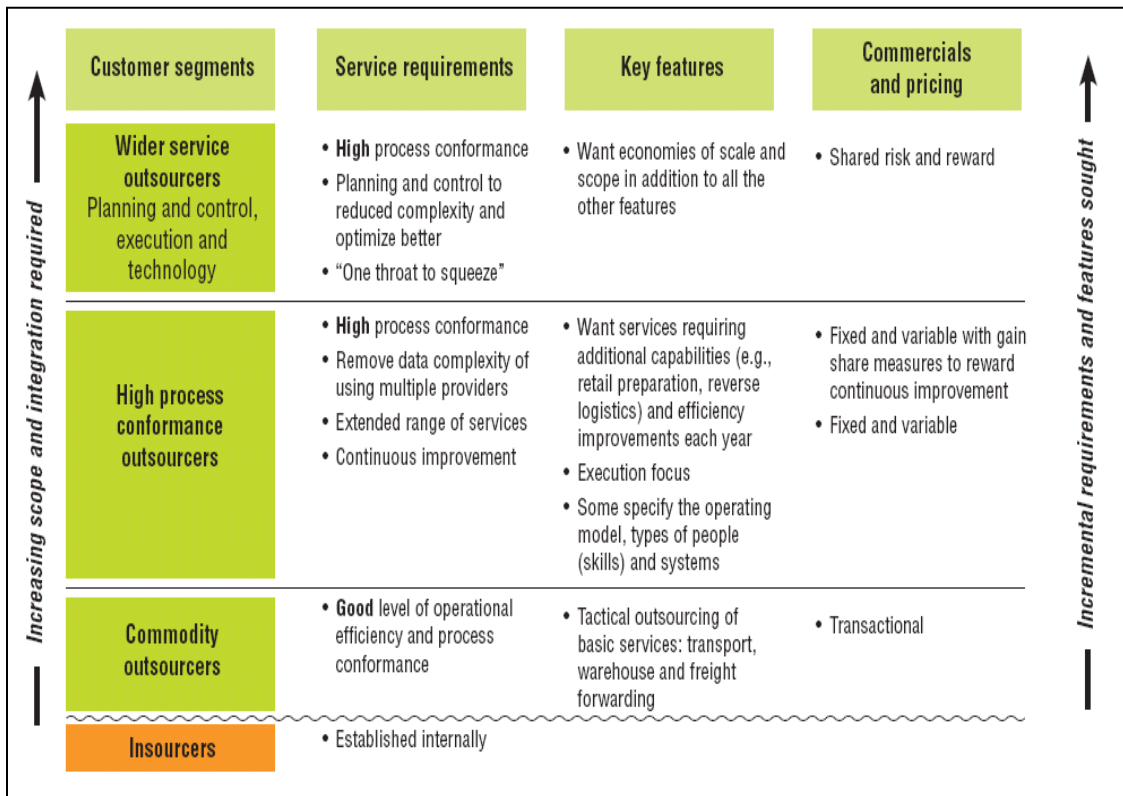 Customer segments
Service requirements
Key features
Commercials
and pricing
Increasing scope and integration required
Incremental requirements and features sought
Wider service
outsourcers
Planning and control,
execution and
technology
• High process conformance
• Planning and control to
reduced complexity and
optimize better
• “One throat to squeeze”
• Want economies of scale and
scope in addition to all the
other features
• Shared risk and reward
High process
conformance
outsourcers
• High process conformance
• Remove data complexity of
using multiple providers
• Extended range of services
• Continuous improvement
• Want services requiring
additional capabilities (e.g.,
retail preparation, reverse
logistics) and efficiency
improvements each year
• Execution focus
• Some specify the operating
model, types of people
(skills) and systems
• Fixed and variable with gain
share measures to reward
continuous improvement
• Fixed and variable
Commodity
outsourcers
• Good level of operational
efficiency and process
conformance
• Tactical outsourcing of
basic services: transport,
warehouse and freight
forwarding
• Transactional
Insourcers
• Established internally